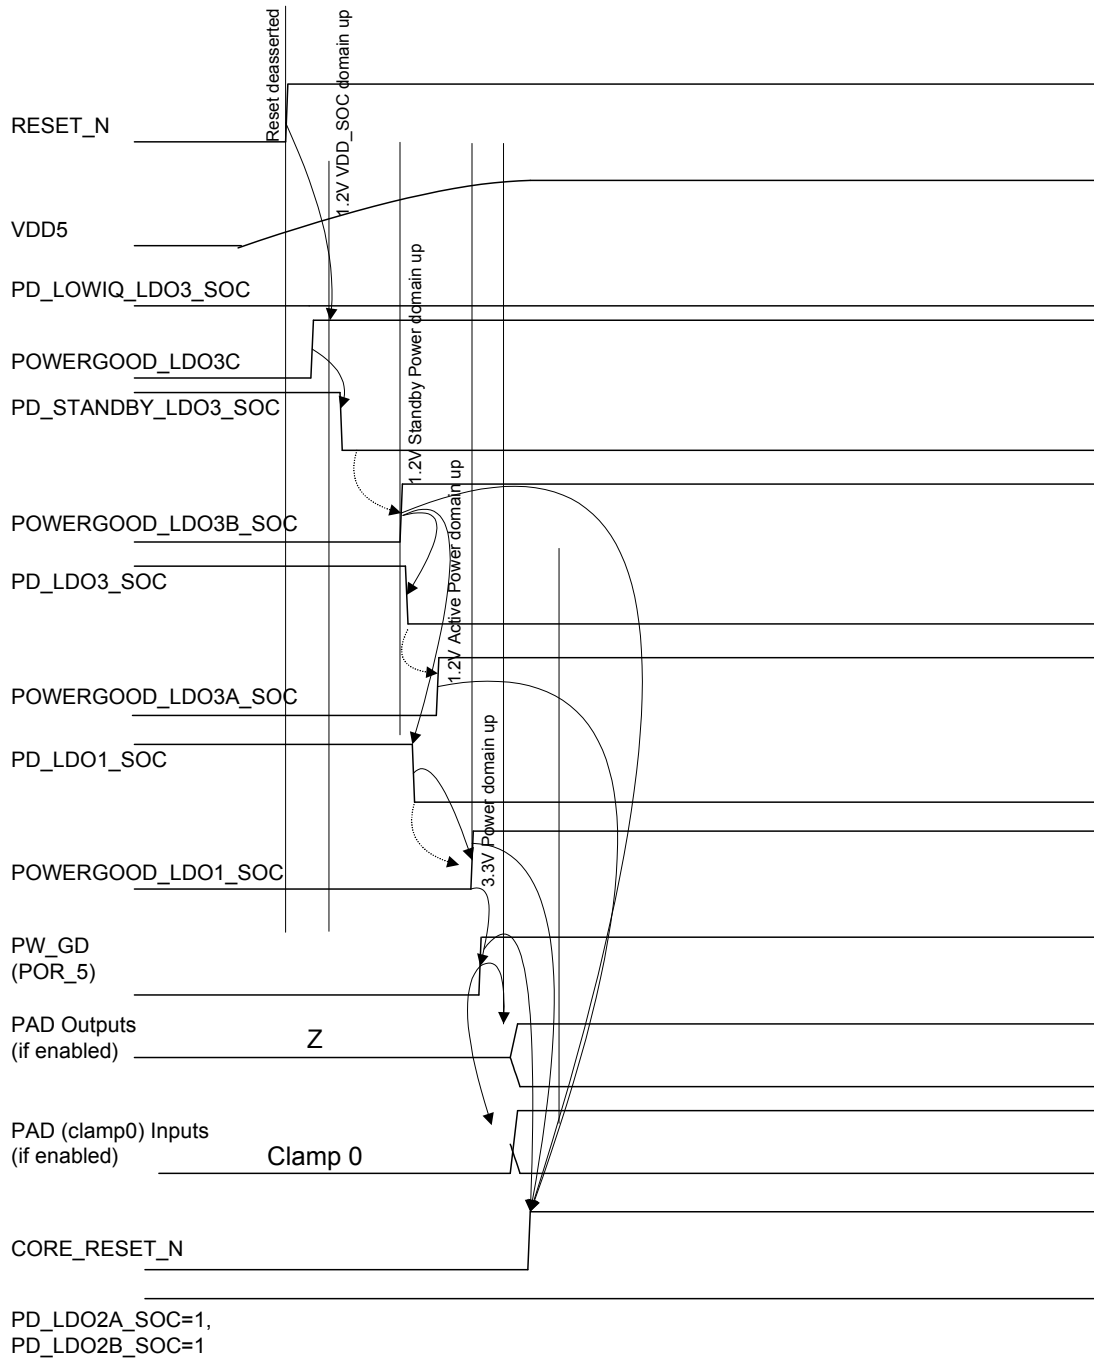 Reset deasserted
1.2V VDD_SOC domain up
RESET_N
VDD5
PD_LOWIQ_LDO3_SOC
1.2V Standby Power domain up
POWERGOOD_LDO3C
PD_STANDBY_LDO3_SOC
1.2V Active Power domain up
POWERGOOD_LDO3B_SOC
PD_LDO3_SOC
POWERGOOD_LDO3A_SOC
3.3V Power domain up
PD_LDO1_SOC
POWERGOOD_LDO1_SOC
PW_GD
(POR_5)
PAD Outputs
(if enabled)
Z
PAD (clamp0) Inputs
(if enabled)
Clamp 0
CORE_RESET_N
PD_LDO2A_SOC=1,
PD_LDO2B_SOC=1